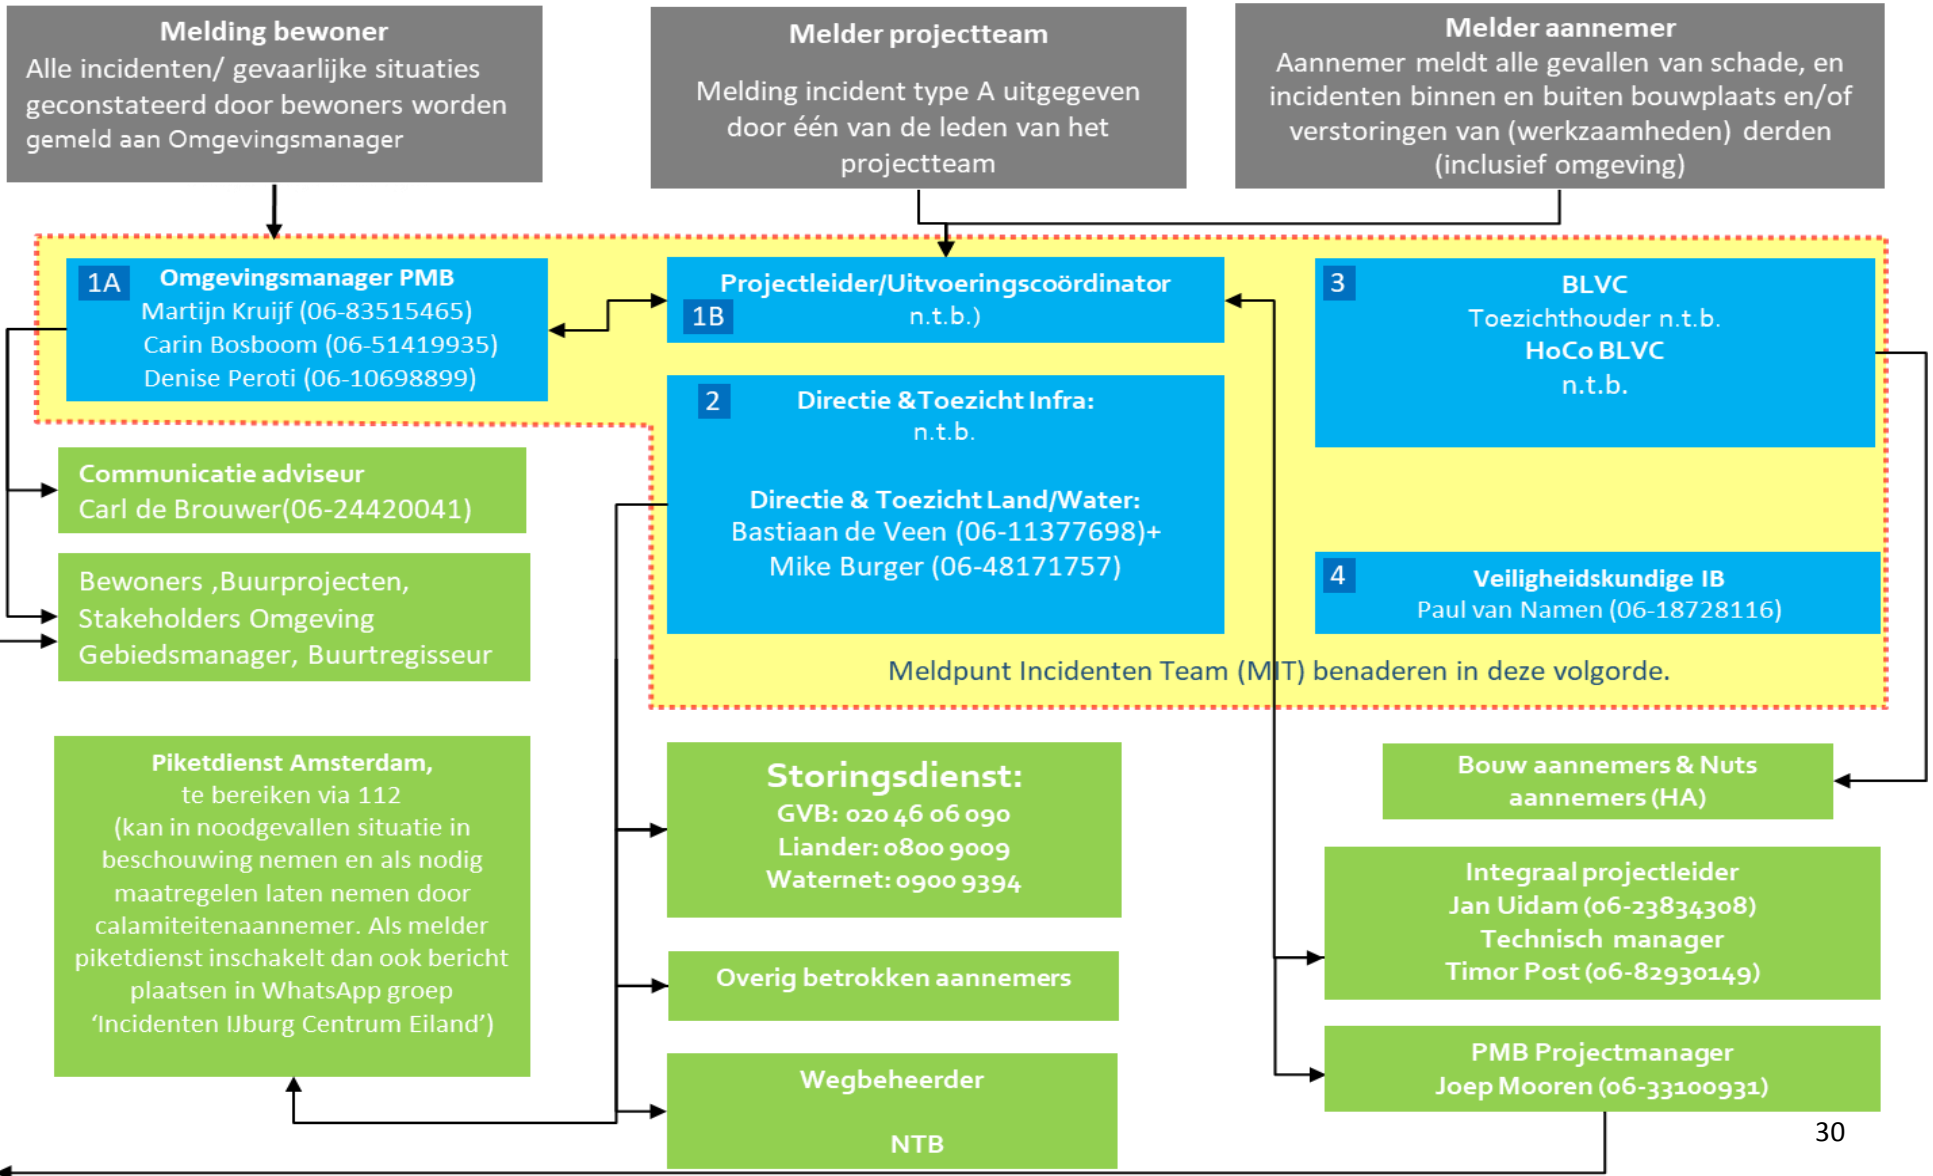 Melding bewoner
Alle incidenten/ gevaarlijke situaties
geconstateerd door bewoners worden
gemeld aan Omgevingsmanager
Melder projectteam
Melding incident type A uitgegeven
door één van de leden van het
projectteam
Melder aannemer
Aannemer meldt alle gevallen van schade, en
incidenten binnen en buiten bouwplaats en/of
verstoringen van (werkzaamheden) derden
(inclusief omgeving)
1A
Omgevingsmanager PMB
Martijn Kruijf (06-83515465)
Carin Bosboom (06-51419935)
Denise Peroti (06-10698899)
Projectleider/Uitvoeringscoördinator
1B
n.t.b.)
3
BLVC
Toezichthouder n.t.b.
HoCo BLVC
n.t.b.
2
Directie &Toezicht Infra:
n.t.b.
Directie & Toezicht Land/Water:
Bastiaan de Veen (06-11377698)+
Mike Burger (06-48171757)
4
Veiligheidskundige IB
Paul van Namen (06-18728116)
Meldpunt Incidenten Team (MIT) benaderen in deze volgorde.
Communicatie adviseur
Carl de Brouwer(06-24420041)
Bewoners ,Buurprojecten,
Stakeholders Omgeving
Gebiedsmanager, Buurtregisseur
Piketdienst Amsterdam,
te bereiken via 112
(kan in noodgevallen situatie in
beschouwing nemen en als nodig
maatregelen laten nemen door
calamiteitenaannemer. Als melder
piketdienst inschakelt dan ook bericht
plaatsen in WhatsApp groep
‘Incidenten IJburg Centrum Eiland’)
Storingsdienst:
GVB: 020 46 06 090
Liander: 0800 9009
Waternet: 0900 9394
Overig betrokken aannemers
Wegbeheerder
NTB
Bouw aannemers & Nuts
aannemers (HA)
Integraal projectleider
Jan Uidam (06-23834308)
Technisch manager
Timor Post (06-82930149)
PMB Projectmanager
Joep Mooren (06-33100931)
30